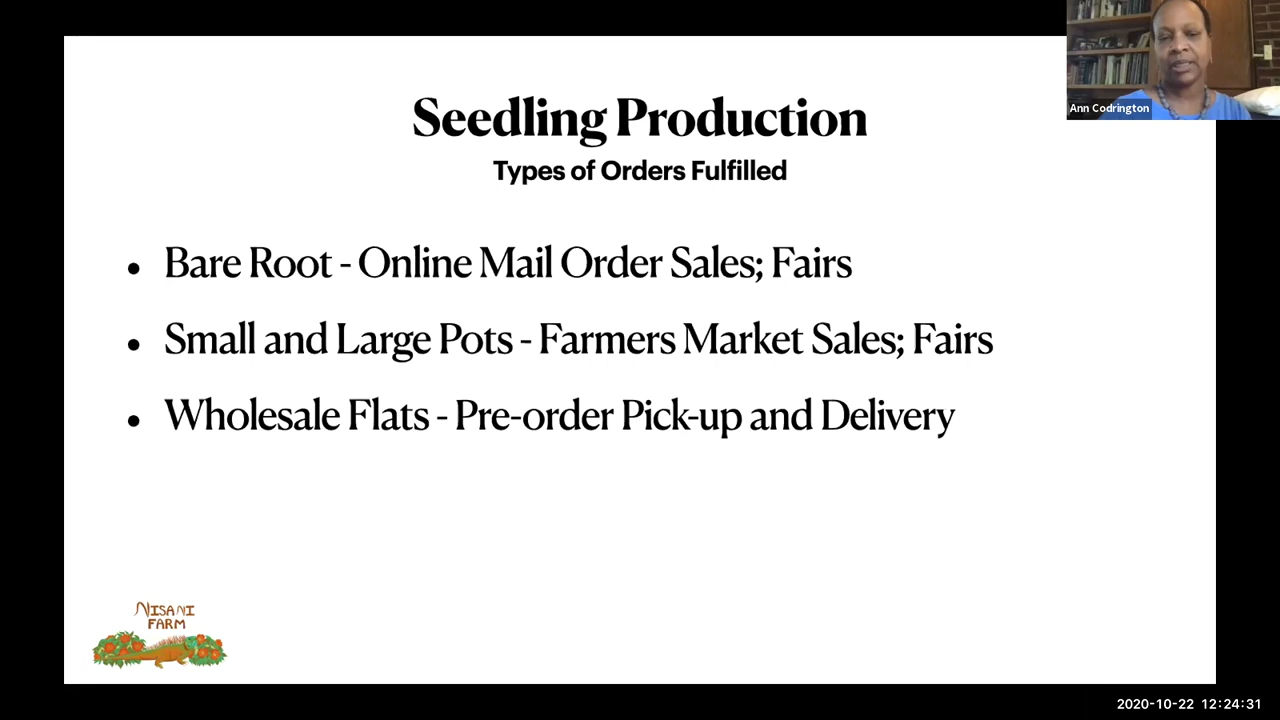 Ann Codrington
Seedling Production
Types of Orders Fulfilled
• Bare Root - Online Mail Order Sales; Fairs
• Small and Large Pots - Farmers Market Sales; Fairs
• Wholesale Flats - Pre-order Pick-up and Delivery
NISANI
FARM
2020-10-22 12:24:31